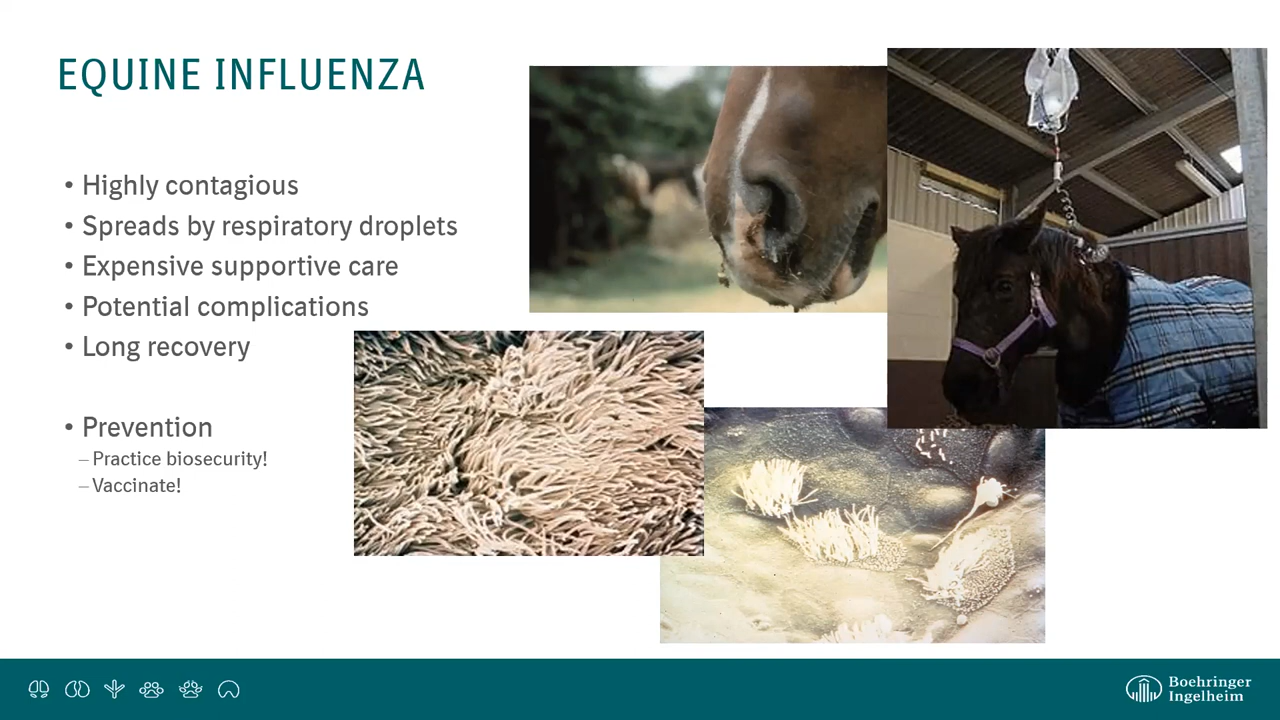 EQUINE INFLUENZA
• Highly contagious
• Spreads by respiratory droplets
• Expensive supportive care
• Potential complications
• Long recovery
• Prevention
– Practice biosecurity!
– Vaccinate!
Boehringer
Ingelheim